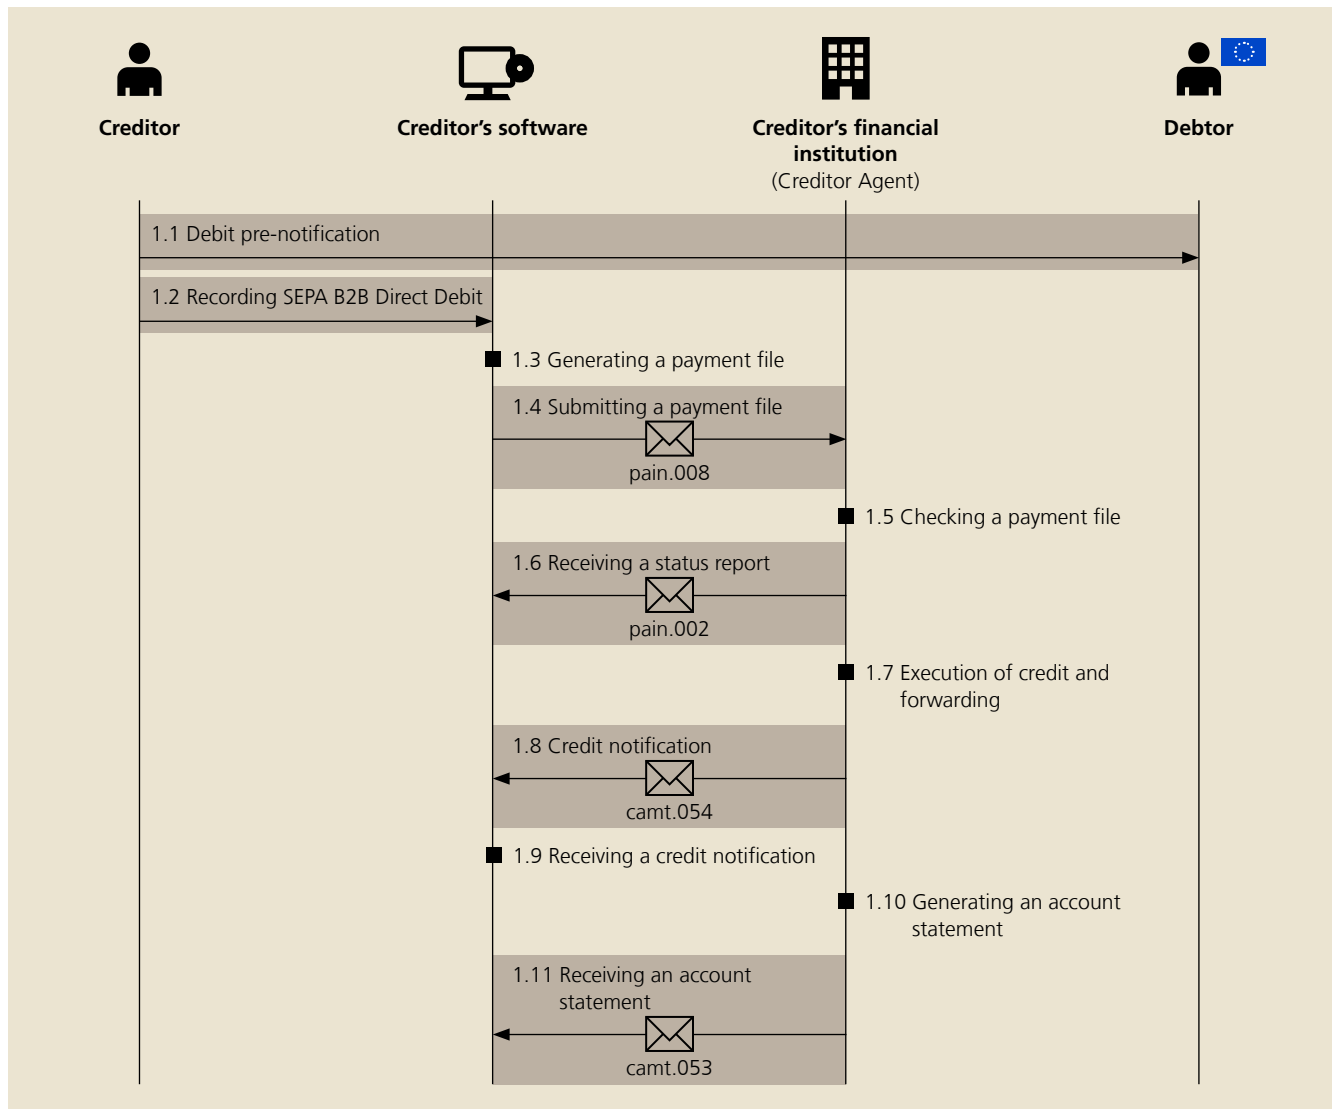 Creditor
Creditor’s software
Creditor’s financial
institution
(Creditor Agent)
Debtor
1.1 Debit pre-notification
1.2 Recording SEPA B2B Direct Debit
1.3 Generating a payment file
1.4 Submitting a payment file
pain.008
1.5 Checking a payment file
1.6 Receiving a status report
pain.002
1.7 Execution of credit and
forwarding
1.8 Credit notification
camt.054
1.9 Receiving a credit notification
1.10 Generating an account
statement
1.11 Receiving an account
statement
camt.053